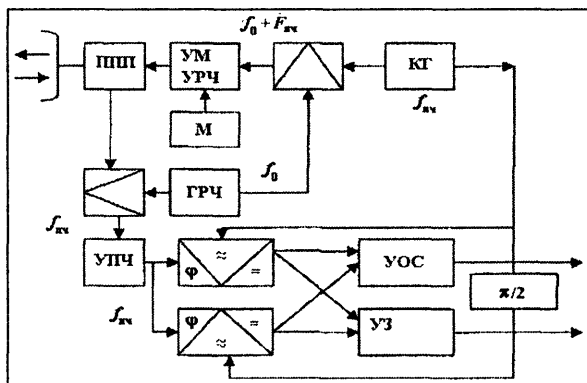 f₀ + Fпч
ППП
УМ
УРЧ
КГ
fпч
М
f₀
ГРЧ
fпч
УПЧ
φ ≈ =
УОС
π/2
fпч
φ ≈ =
УЗ